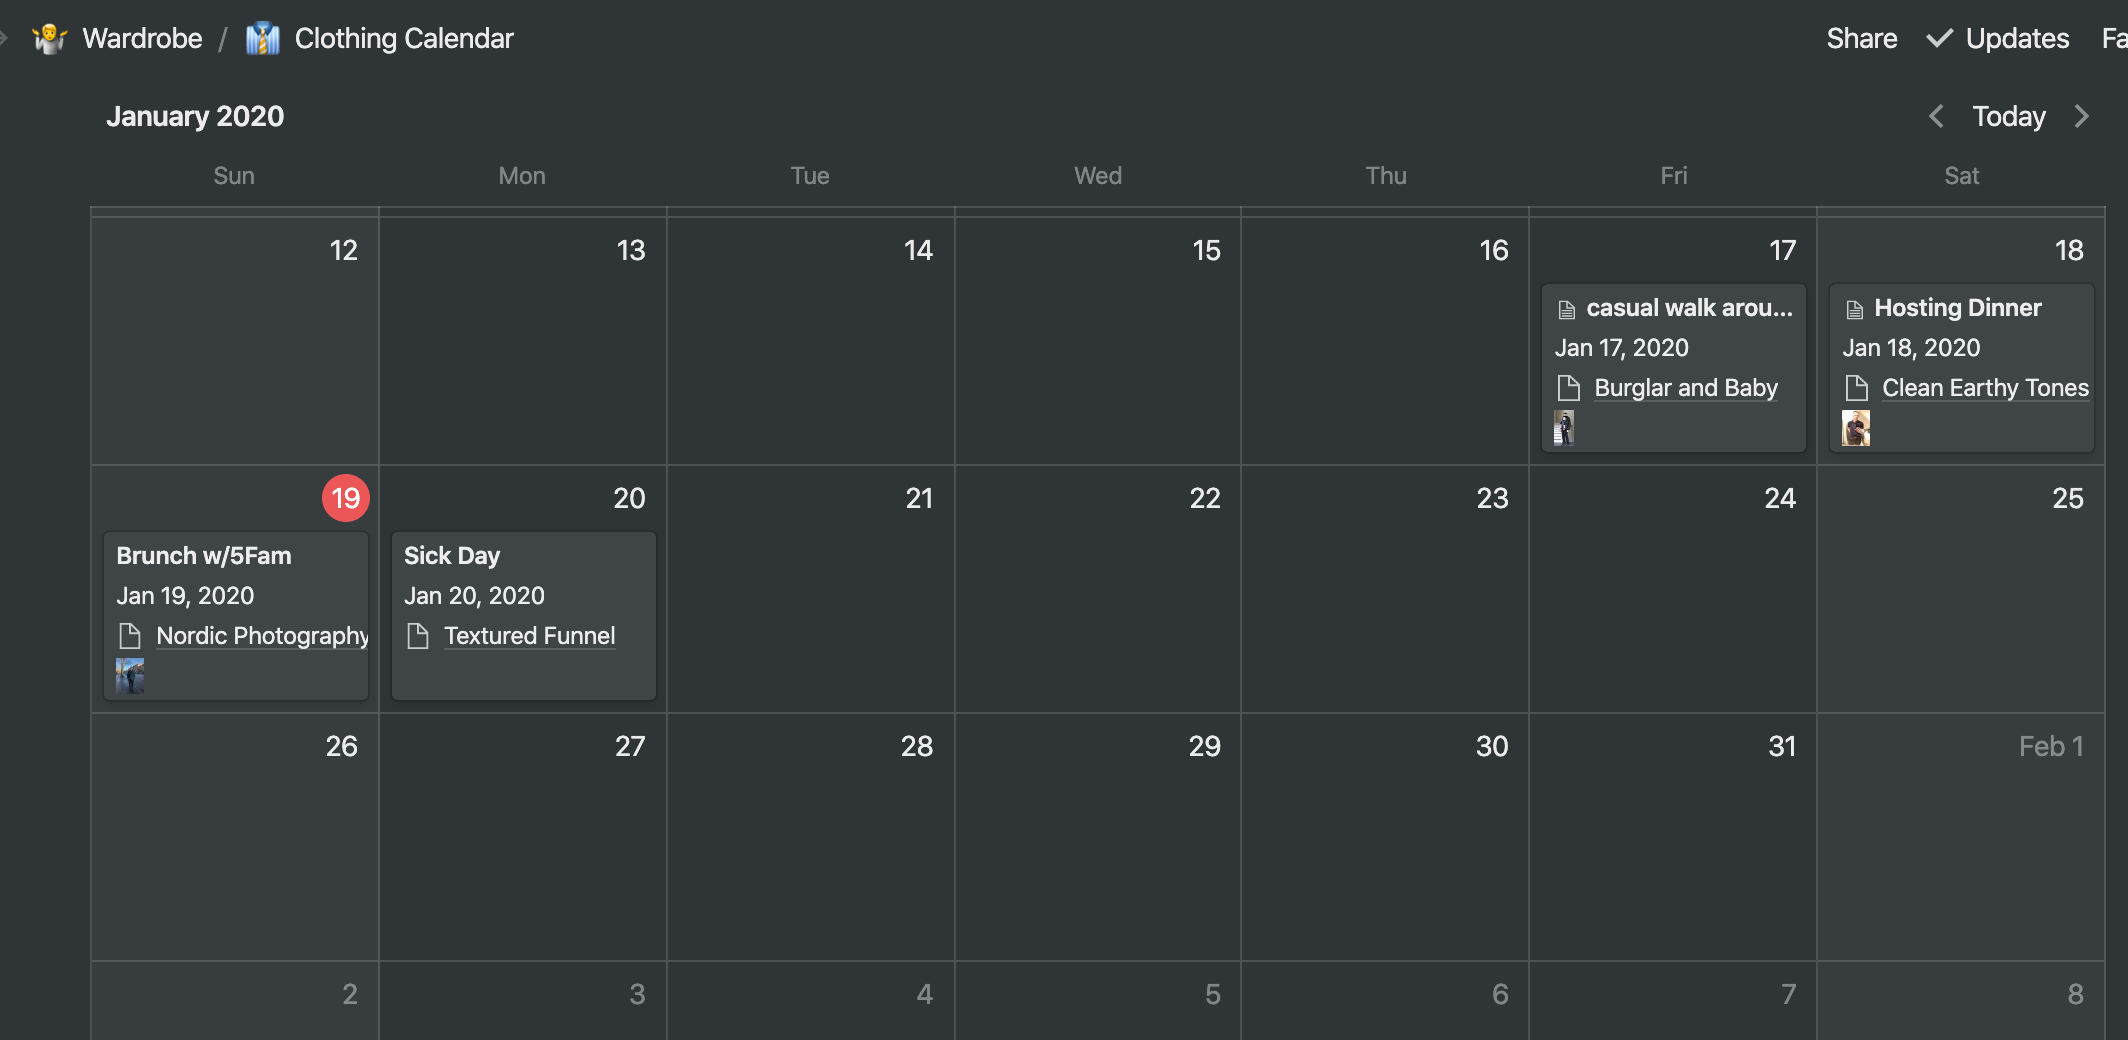 Wardrobe / Clothing Calendar
Share Updates Fa
January 2020
Today
Sun Mon Tue Wed Thu Fri Sat
12 13 14 15 16 17 18
casual walk arou...
Jan 17, 2020
Burglar and Baby
Hosting Dinner
Jan 18, 2020
Clean Earthy Tones
19 20 21 22 23 24 25
Brunch w/5Fam
Jan 19, 2020
Nordic Photography
Sick Day
Jan 20, 2020
Textured Funnel
26 27 28 29 30 31 Feb 1
2 3 4 5 6 7 8